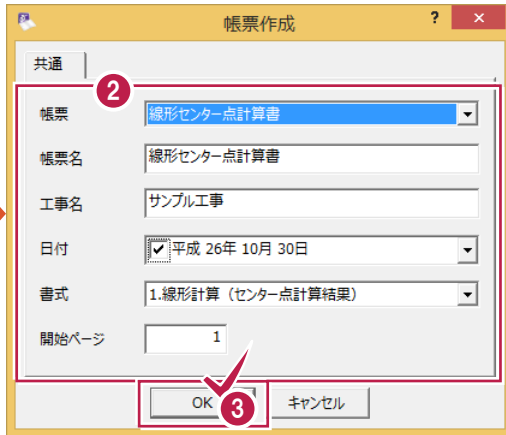 帳票作成 ? ×
共通
2
帳票 線形センター点計算書
帳票名 線形センター点計算書
工事名 サンプル工事
日付 平成 26年 10月 30日
書式 1.線形計算（センター点計算結果）
開始ページ 1
OK 3 キャンセル